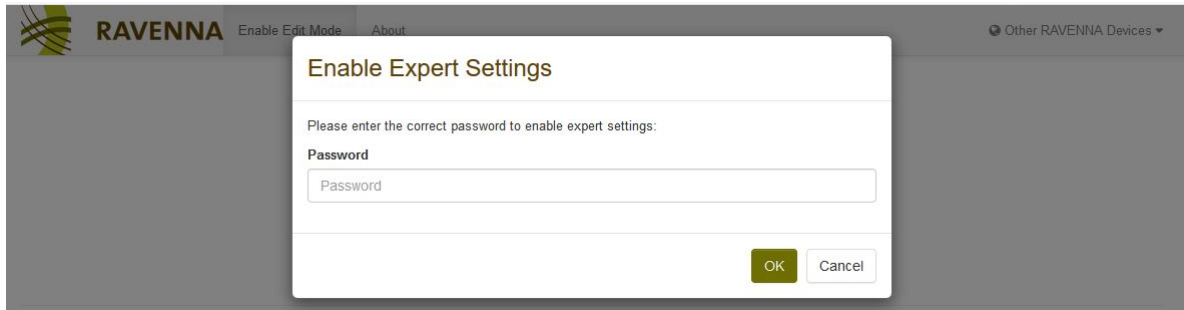 RAVENNA Enable Edit Mode About Other RAVENNA Devices
Enable Expert Settings
Please enter the correct password to enable expert settings:
Password
Password
OK Cancel